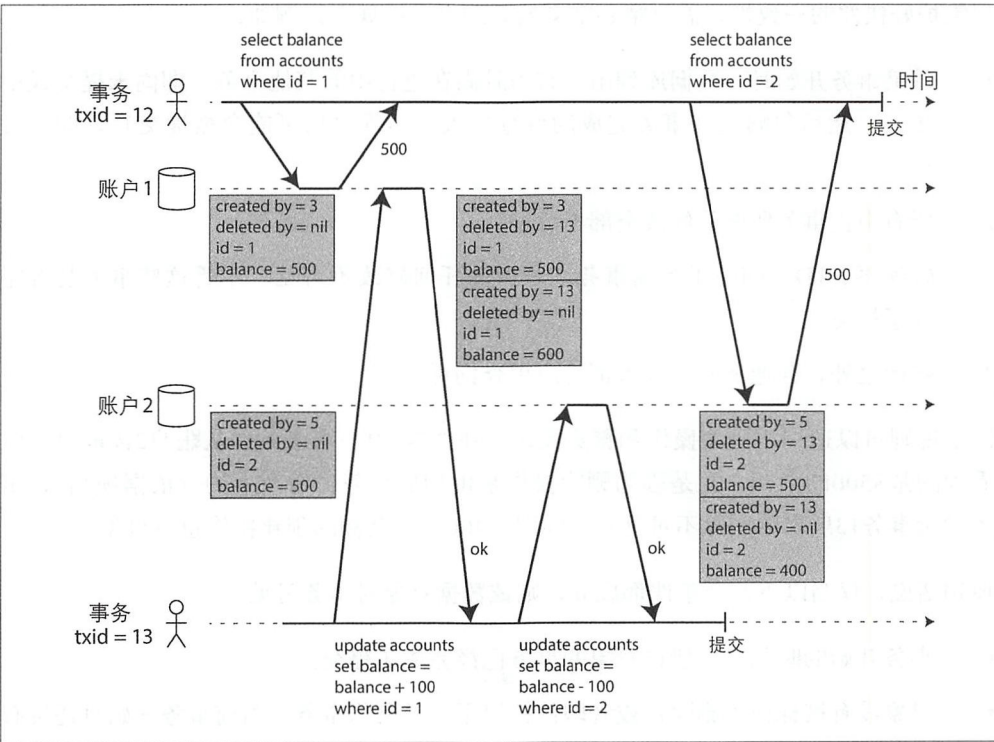 select balance
from accounts
where id = 1
select balance
from accounts
where id = 2
时间
事务
txid = 12
提交
500
账户 1
created by = 3
deleted by = nil
id = 1
balance = 500
created by = 3
deleted by = 13
id = 1
balance = 500
created by = 13
deleted by = nil
id = 1
balance = 600
500
账户 2
created by = 5
deleted by = nil
id = 2
balance = 500
created by = 5
deleted by = 13
id = 2
balance = 500
created by = 13
deleted by = nil
id = 2
balance = 400
ok
ok
事务
txid = 13
提交
update accounts
set balance =
balance + 100
where id = 1
update accounts
set balance =
balance - 100
where id = 2